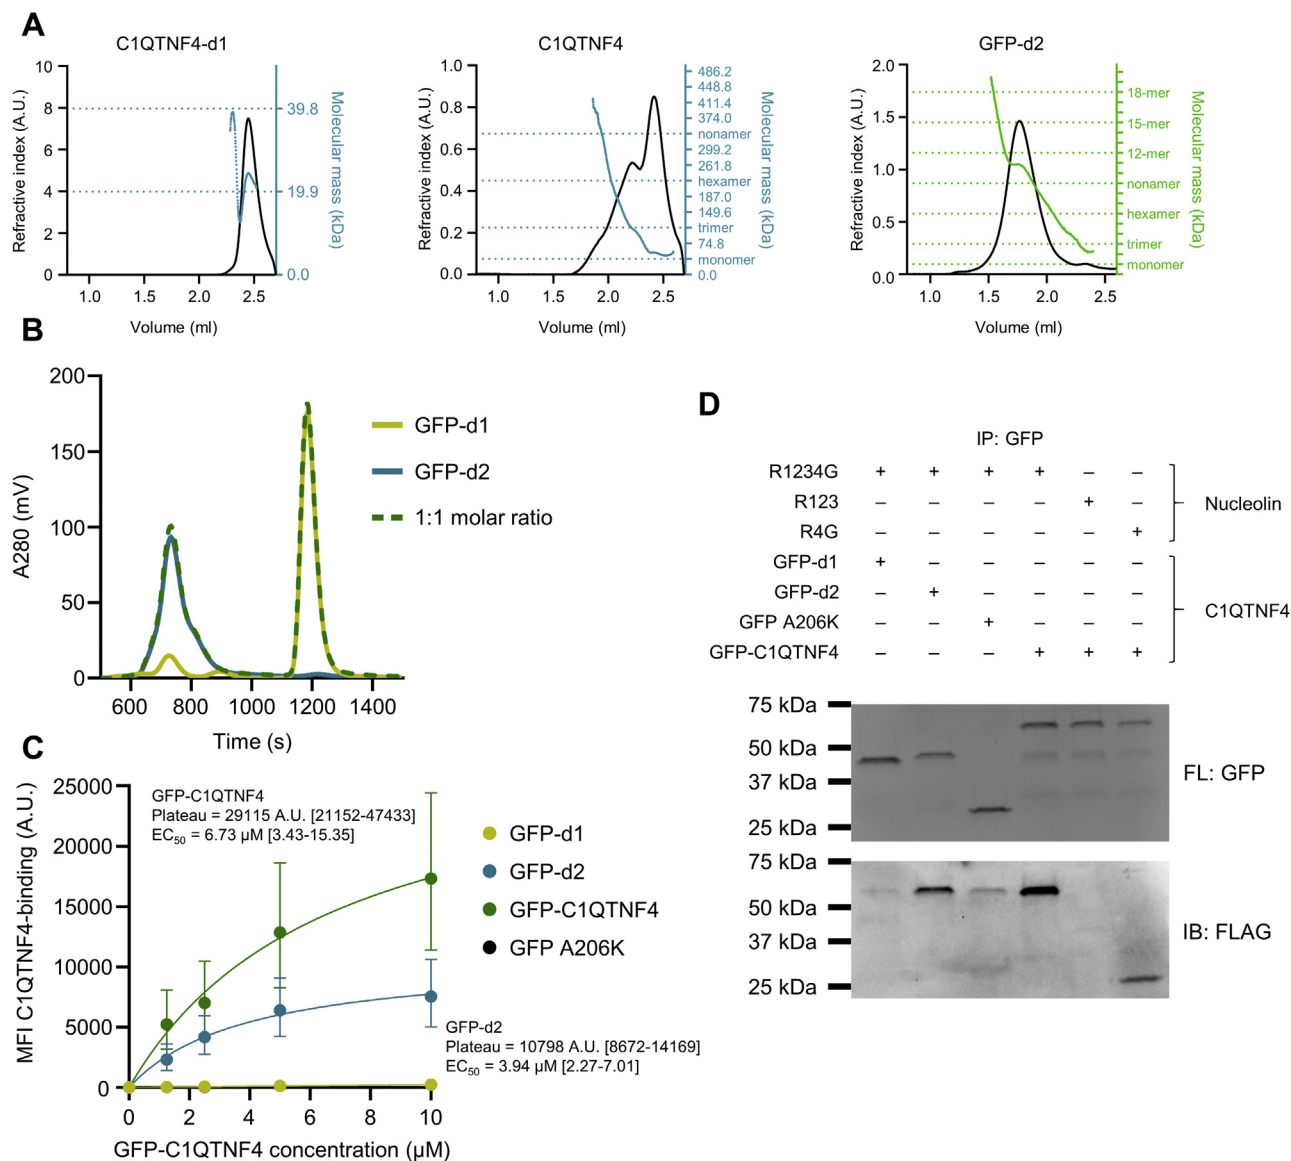 A
C1QTNF4-d1
Refractive index (A.U.)
10
8
6
4
2
0
39.8
19.9
0.0
Molecular mass (kDa)
1.0 1.5 2.0 2.5
Volume (ml)
C1QTNF4
Refractive index (A.U.)
1.0
0.8
0.6
0.4
0.2
0.0
486.2
448.8
411.4
374.0
nonamer
299.2
261.8
hexamer
187.0
149.6
trimer
74.8
monomer
0.0
Molecular mass (kDa)
1.0 1.5 2.0 2.5
Volume (ml)
GFP-d2
Refractive index (A.U.)
2.0
1.5
1.0
0.5
0.0
18-mer
15-mer
12-mer
nonamer
hexamer
trimer
monomer
Molecular mass (kDa)
1.0 1.5 2.0 2.5
Volume (ml)
B
A280 (mV)
200
150
100
50
0
600 800 1000 1200 1400
Time (s)
GFP-d1
GFP-d2
1:1 molar ratio
C
MFI C1QTNF4-binding (A.U.)
25000
20000
15000
10000
5000
0
0 2 4 6 8 10
GFP-C1QTNF4 concentration (μM)
GFP-C1QTNF4
Plateau = 29115 A.U. [21152-47433]
EC50 = 6.73 μM [3.43-15.35]
GFP-d1
GFP-d2
GFP-C1QTNF4
GFP A206K
GFP-d2
Plateau = 10798 A.U. [8672-14169]
EC50 = 3.94 μM [2.27-7.01]
D
IP: GFP
R1234G + + + + – –
R123 – – – – + –
R4G – – – – – +
Nucleolin
GFP-d1 + – – – – –
GFP-d2 – + – – – –
GFP A206K – – + – – –
GFP-C1QTNF4 – – – + + +
C1QTNF4
75 kDa
50 kDa
37 kDa
25 kDa
FL: GFP
75 kDa
50 kDa
37 kDa
25 kDa
IB: FLAG